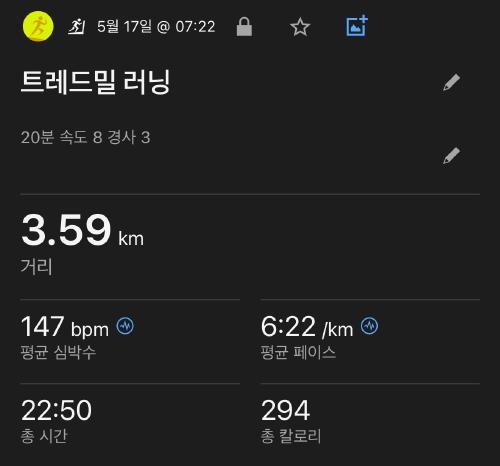 5월 17일 @ 07:22
트레드밀 러닝
20분 속도 8 경사 3
3.59 km
거리
147 bpm
평균 심박수
6:22 /km
평균 페이스
22:50
총 시간
294
총 칼로리